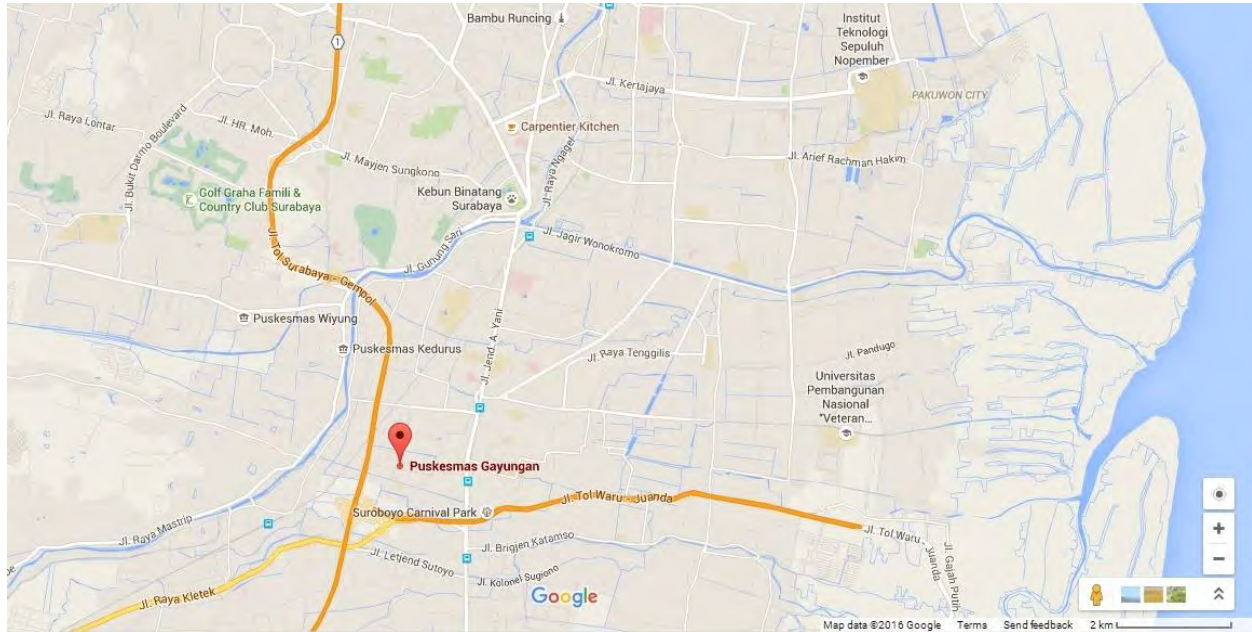 Bambu Runcing
Institut
Teknologi
Sepuluh
Nopember
1
Jl. Kertajaya
PAKUWON CITY
Jl. Raya Lontar
Jl. HR. Moh.
Jl. Bukit Darmo Boulevard
Carpentier Kitchen
Jl. Mayjen Sungkono
Jl. Raya Ngagel
Jl. Arief Rachman Hakim
Golf Graha Famili &
Country Club Surabaya
Kebun Binatang
Surabaya
Jl. Jagir Wonokromo
Jl. Gunung Sari
Jl. Tol Surabaya - Gempol
Puskesmas Wiyung
Puskesmas Kedurus
Jl. Jend. A. Yani
Jl. Raya Tenggilis
Jl. Pandugo
Universitas
Pembangunan
Nasional
"Veteran...
Puskesmas Gayungan
Suroboyo Carnival Park
Jl. Tol Waru - Juanda
Jl. Raya Mastrip
Jl. Tol Waru - Juanda
Jl. Brigjen Katamso
Jl. Letjend Sutoyo
Jl. Kolonel Sugiono
Jl. Gajah Putih
Jl. Raya Kletek
Google
Map data ©2016 Google Terms Send feedback 2 km